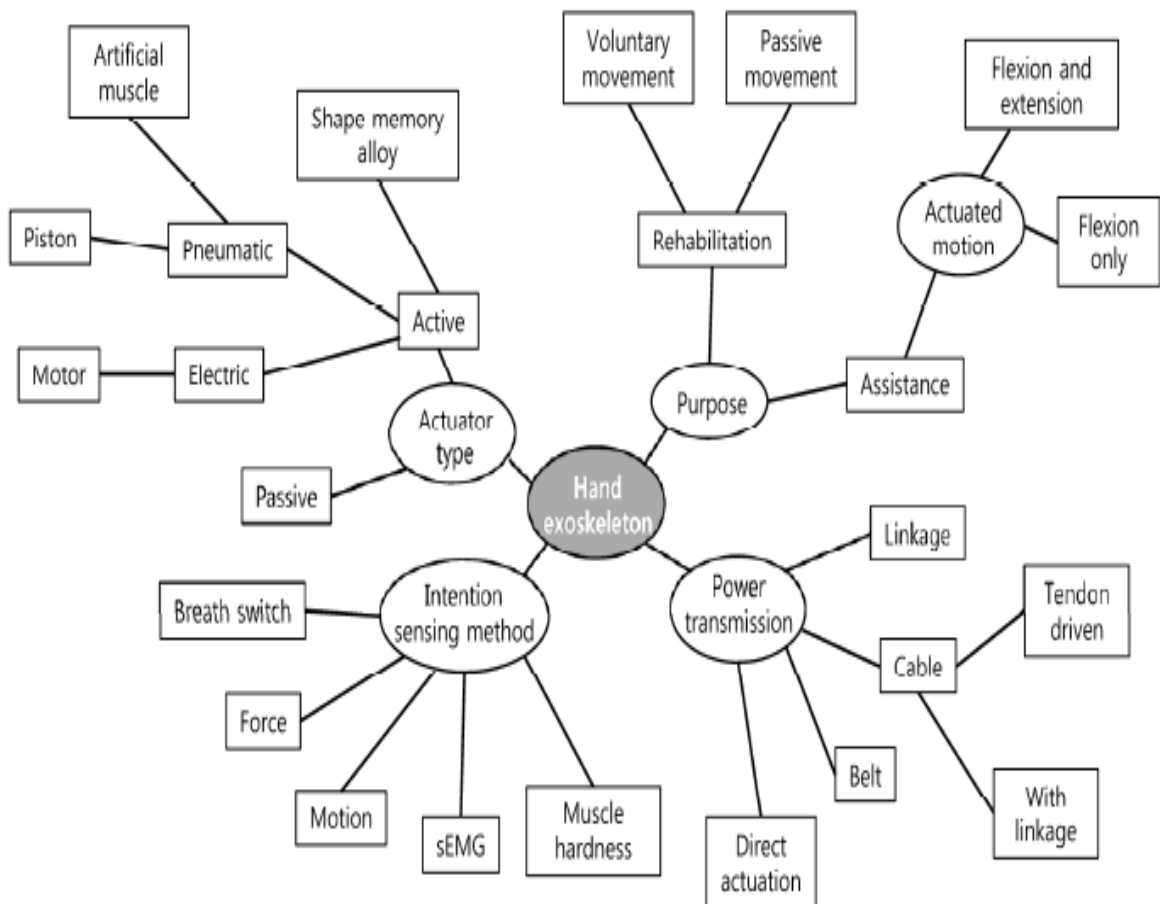 Artificial
muscle
Shape memory
alloy
Piston
Pneumatic
Active
Motor
Electric
Actuator
type
Passive
Voluntary
movement
Passive
movement
Rehabilitation
Purpose
Flexion and
extension
Actuated
motion
Flexion
only
Assistance
Hand
exoskeleton
Intention
sensing method
Breath switch
Force
Motion
sEMG
Muscle
hardness
Power
transmission
Linkage
Cable
Tendon
driven
With
linkage
Belt
Direct
actuation